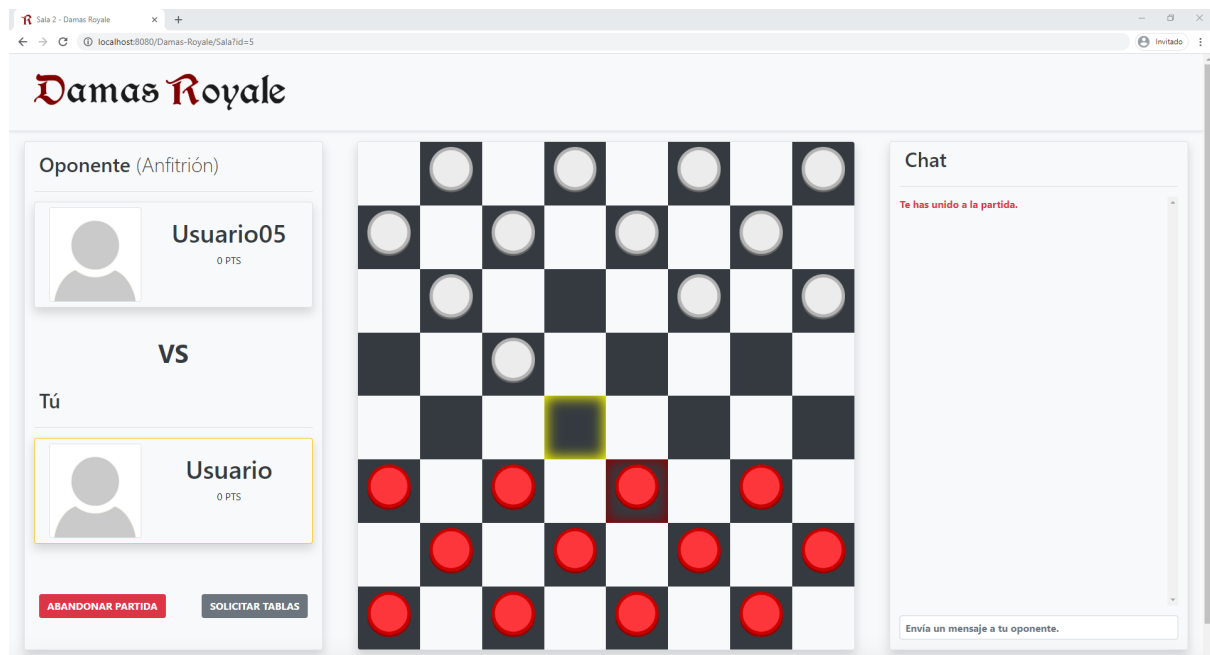 Sala 2 - Damas Royale
localhost:8080/Damas-Royale/Sala?id=5
Invitado
Damas Royale
Oponente (Anfitrión)
Usuario05
0 PTS
VS
Tú
Usuario
0 PTS
ABANDONAR PARTIDA
SOLICITAR TABLAS
Chat
Te has unido a la partida.
Envía un mensaje a tu oponente.